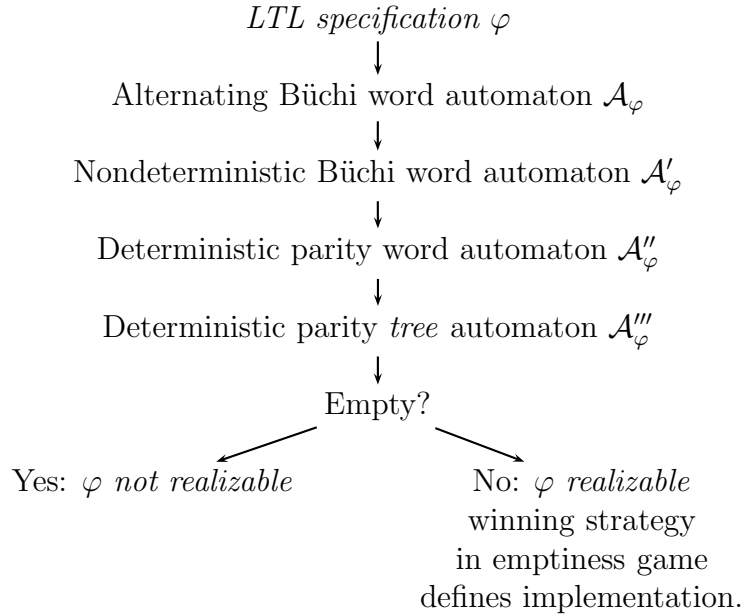 LTL specification φ
Alternating Büchi word automaton 𝒜_φ
Nondeterministic Büchi word automaton 𝒜′_φ
Deterministic parity word automaton 𝒜″_φ
Deterministic parity tree automaton 𝒜‴_φ
Empty?
Yes: φ not realizable
No: φ realizable
winning strategy
in emptiness game
defines implementation.